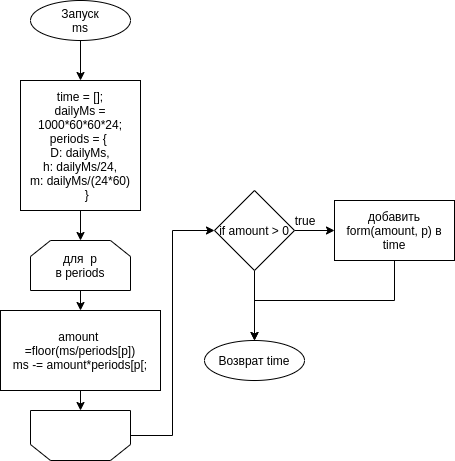 Запуск
ms
time = [];
dailyMs =
1000*60*60*24;
periods = {
D: dailyMs,
h: dailyMs/24,
m: dailyMs/(24*60)
}
для p
в periods
amount
=floor(ms/periods[p])
ms -= amount*periods[p[;
if amount > 0
true
добавить
form(amount, p) в
time
Возврат time